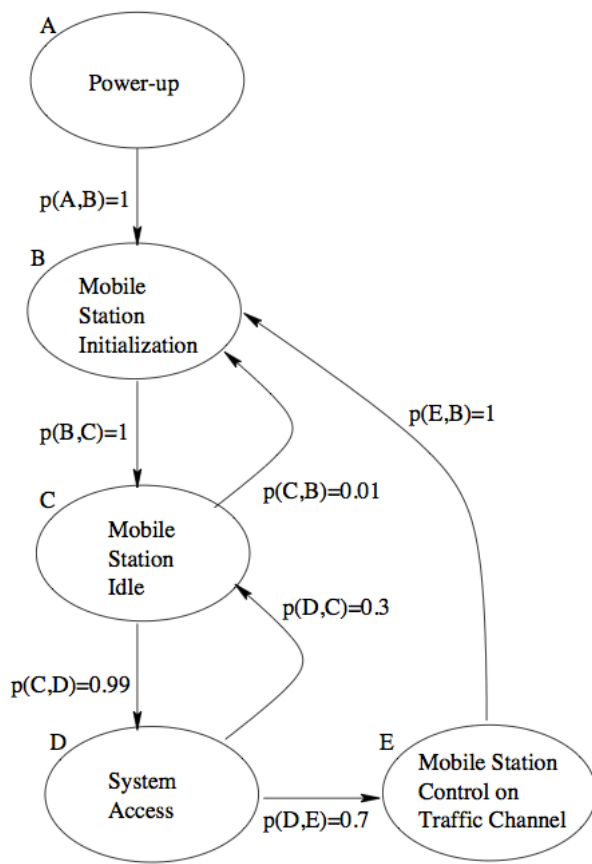 A
Power-up
p(A,B)=1
B
Mobile
Station
Initialization
p(E,B)=1
p(B,C)=1
p(C,B)=0.01
C
Mobile
Station
Idle
p(D,C)=0.3
p(C,D)=0.99
D
System
Access
p(D,E)=0.7
E
Mobile Station
Control on
Traffic Channel